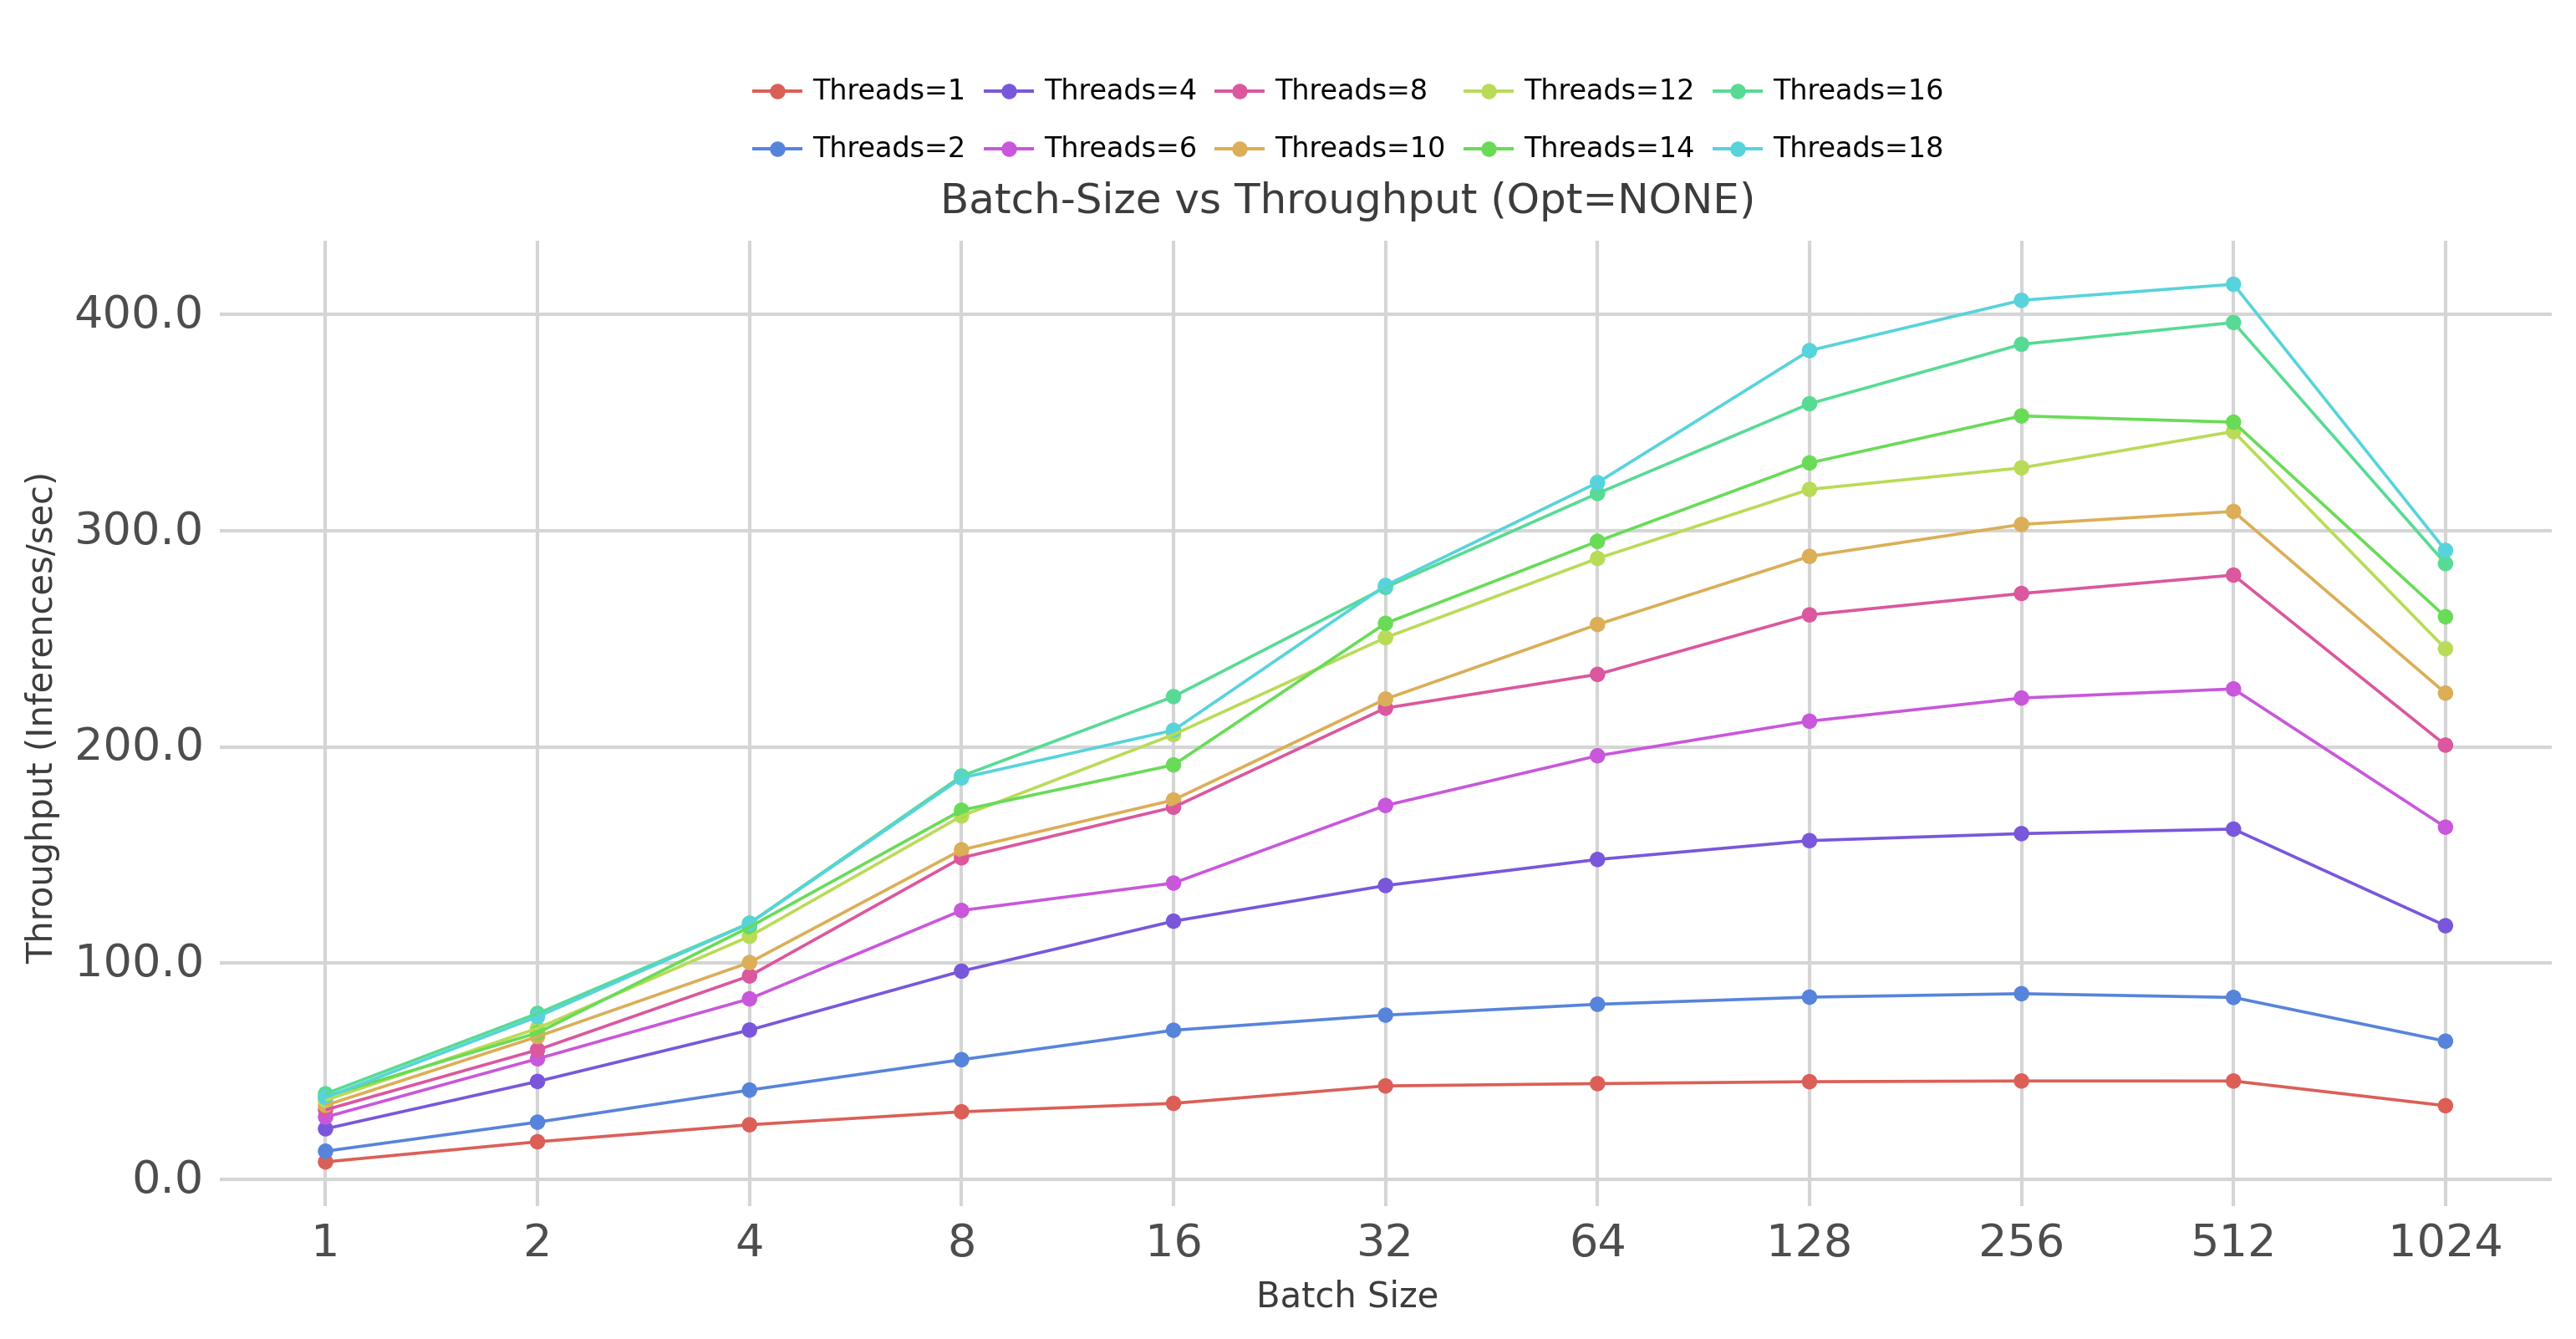 Threads=1 Threads=4 Threads=8 Threads=12 Threads=16
Threads=2 Threads=6 Threads=10 Threads=14 Threads=18
Batch-Size vs Throughput (Opt=NONE)
Throughput (Inferences/sec)
400.0
300.0
200.0
100.0
0.0
1 2 4 8 16 32 64 128 256 512 1024
Batch Size